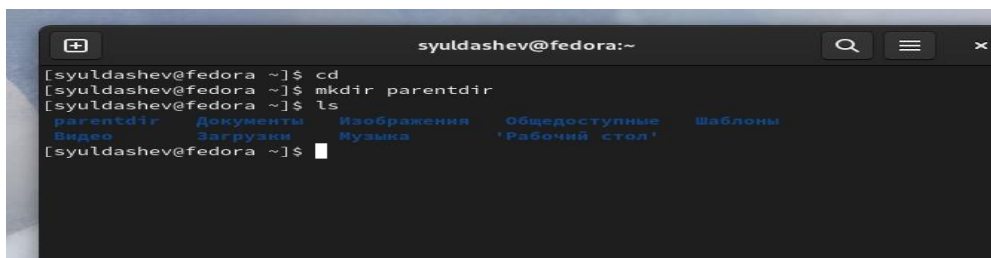 syuldashev@fedora:~
[syuldashev@fedora ~]$ cd
[syuldashev@fedora ~]$ mkdir parentdir
[syuldashev@fedora ~]$ ls
parentdir Документы Изображения Общедоступные Шаблоны
Видео Загрузки Музыка 'Рабочий стол'
[syuldashev@fedora ~]$